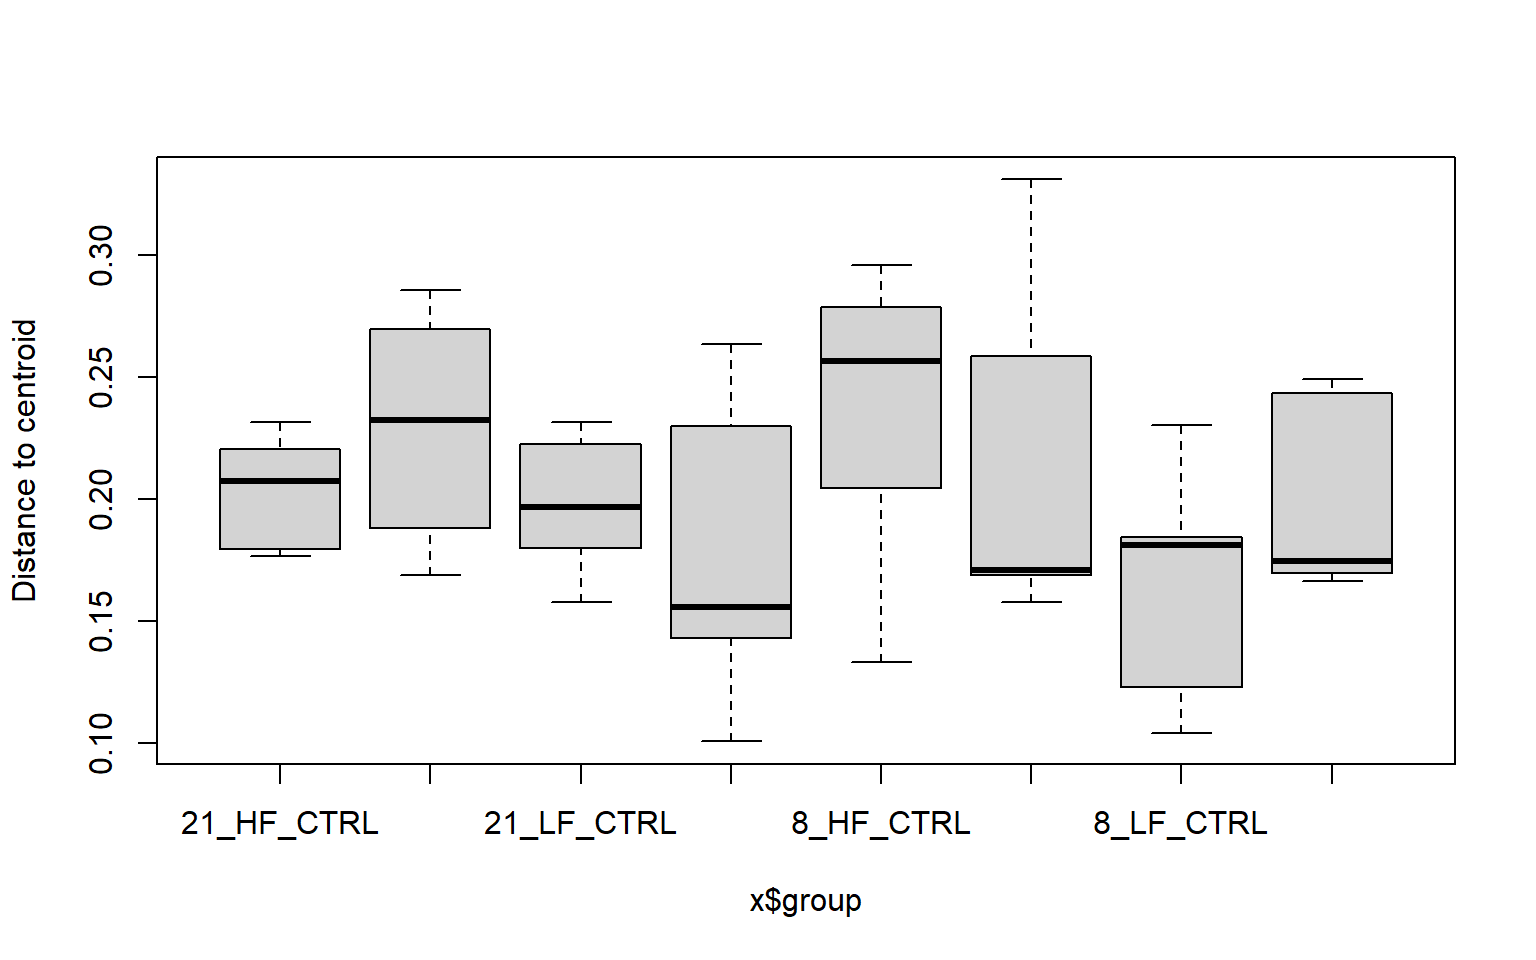 Distance to centroid
0.30
0.25
0.20
0.15
0.10
21_HF_CTRL 21_LF_CTRL 8_HF_CTRL 8_LF_CTRL
x$group